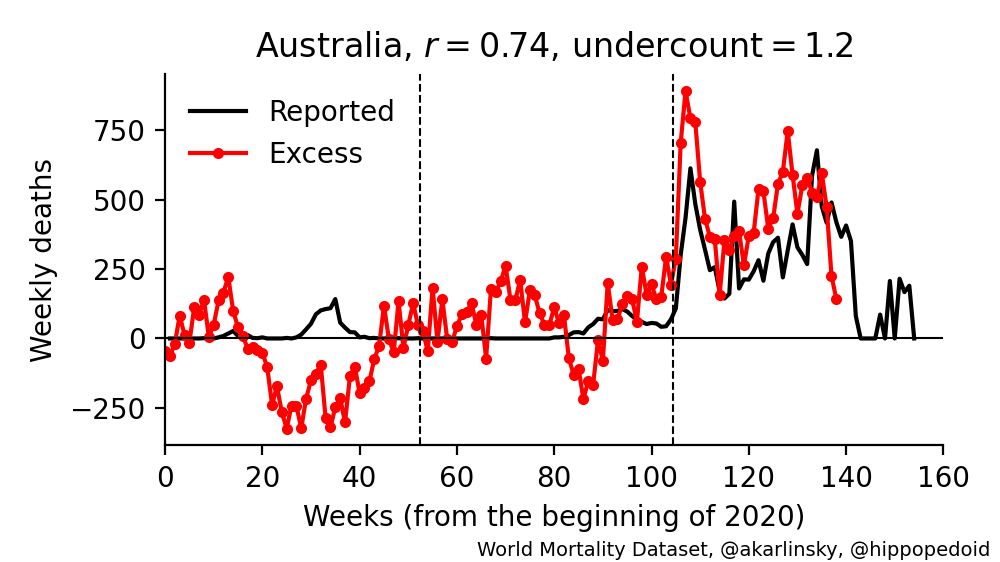 Australia, r = 0.74, undercount = 1.2
Reported
Excess
Weekly deaths
750
500
250
0
−250
0 20 40 60 80 100 120 140 160
Weeks (from the beginning of 2020)
World Mortality Dataset, @akarlinsky, @hippopedoid